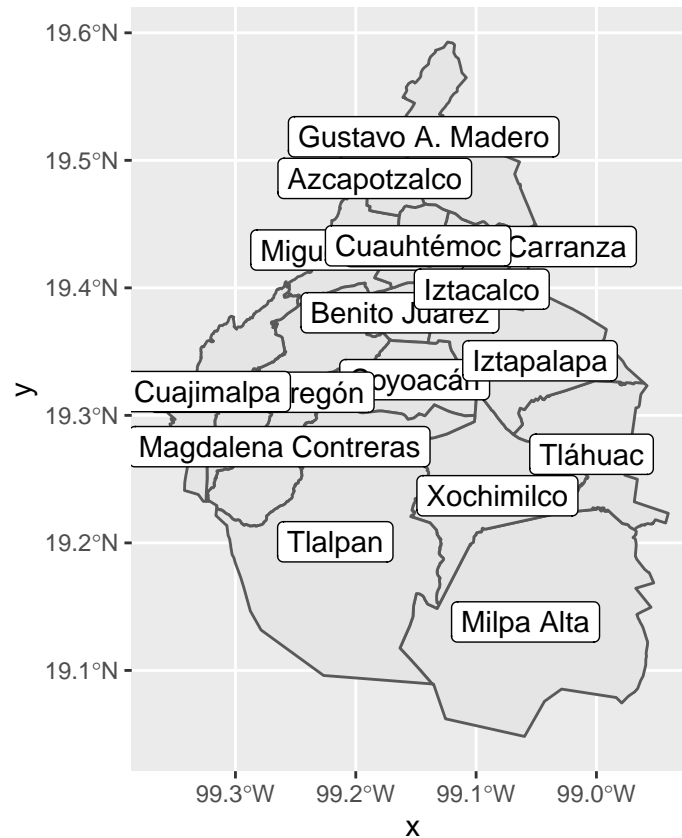 19.6°N
Gustavo A. Madero
19.5°N
Azcapotzalco
Migu
Cuauhtémoc
Carranza
19.4°N
Iztacalco
Benito Juárez
Iztapalapa
y
Coyoacán
Cuajimalpa
regón
19.3°N
Magdalena Contreras
Tláhuac
Xochimilco
19.2°N
Tlalpan
Milpa Alta
19.1°N
99.3°W 99.2°W 99.1°W 99.0°W
x